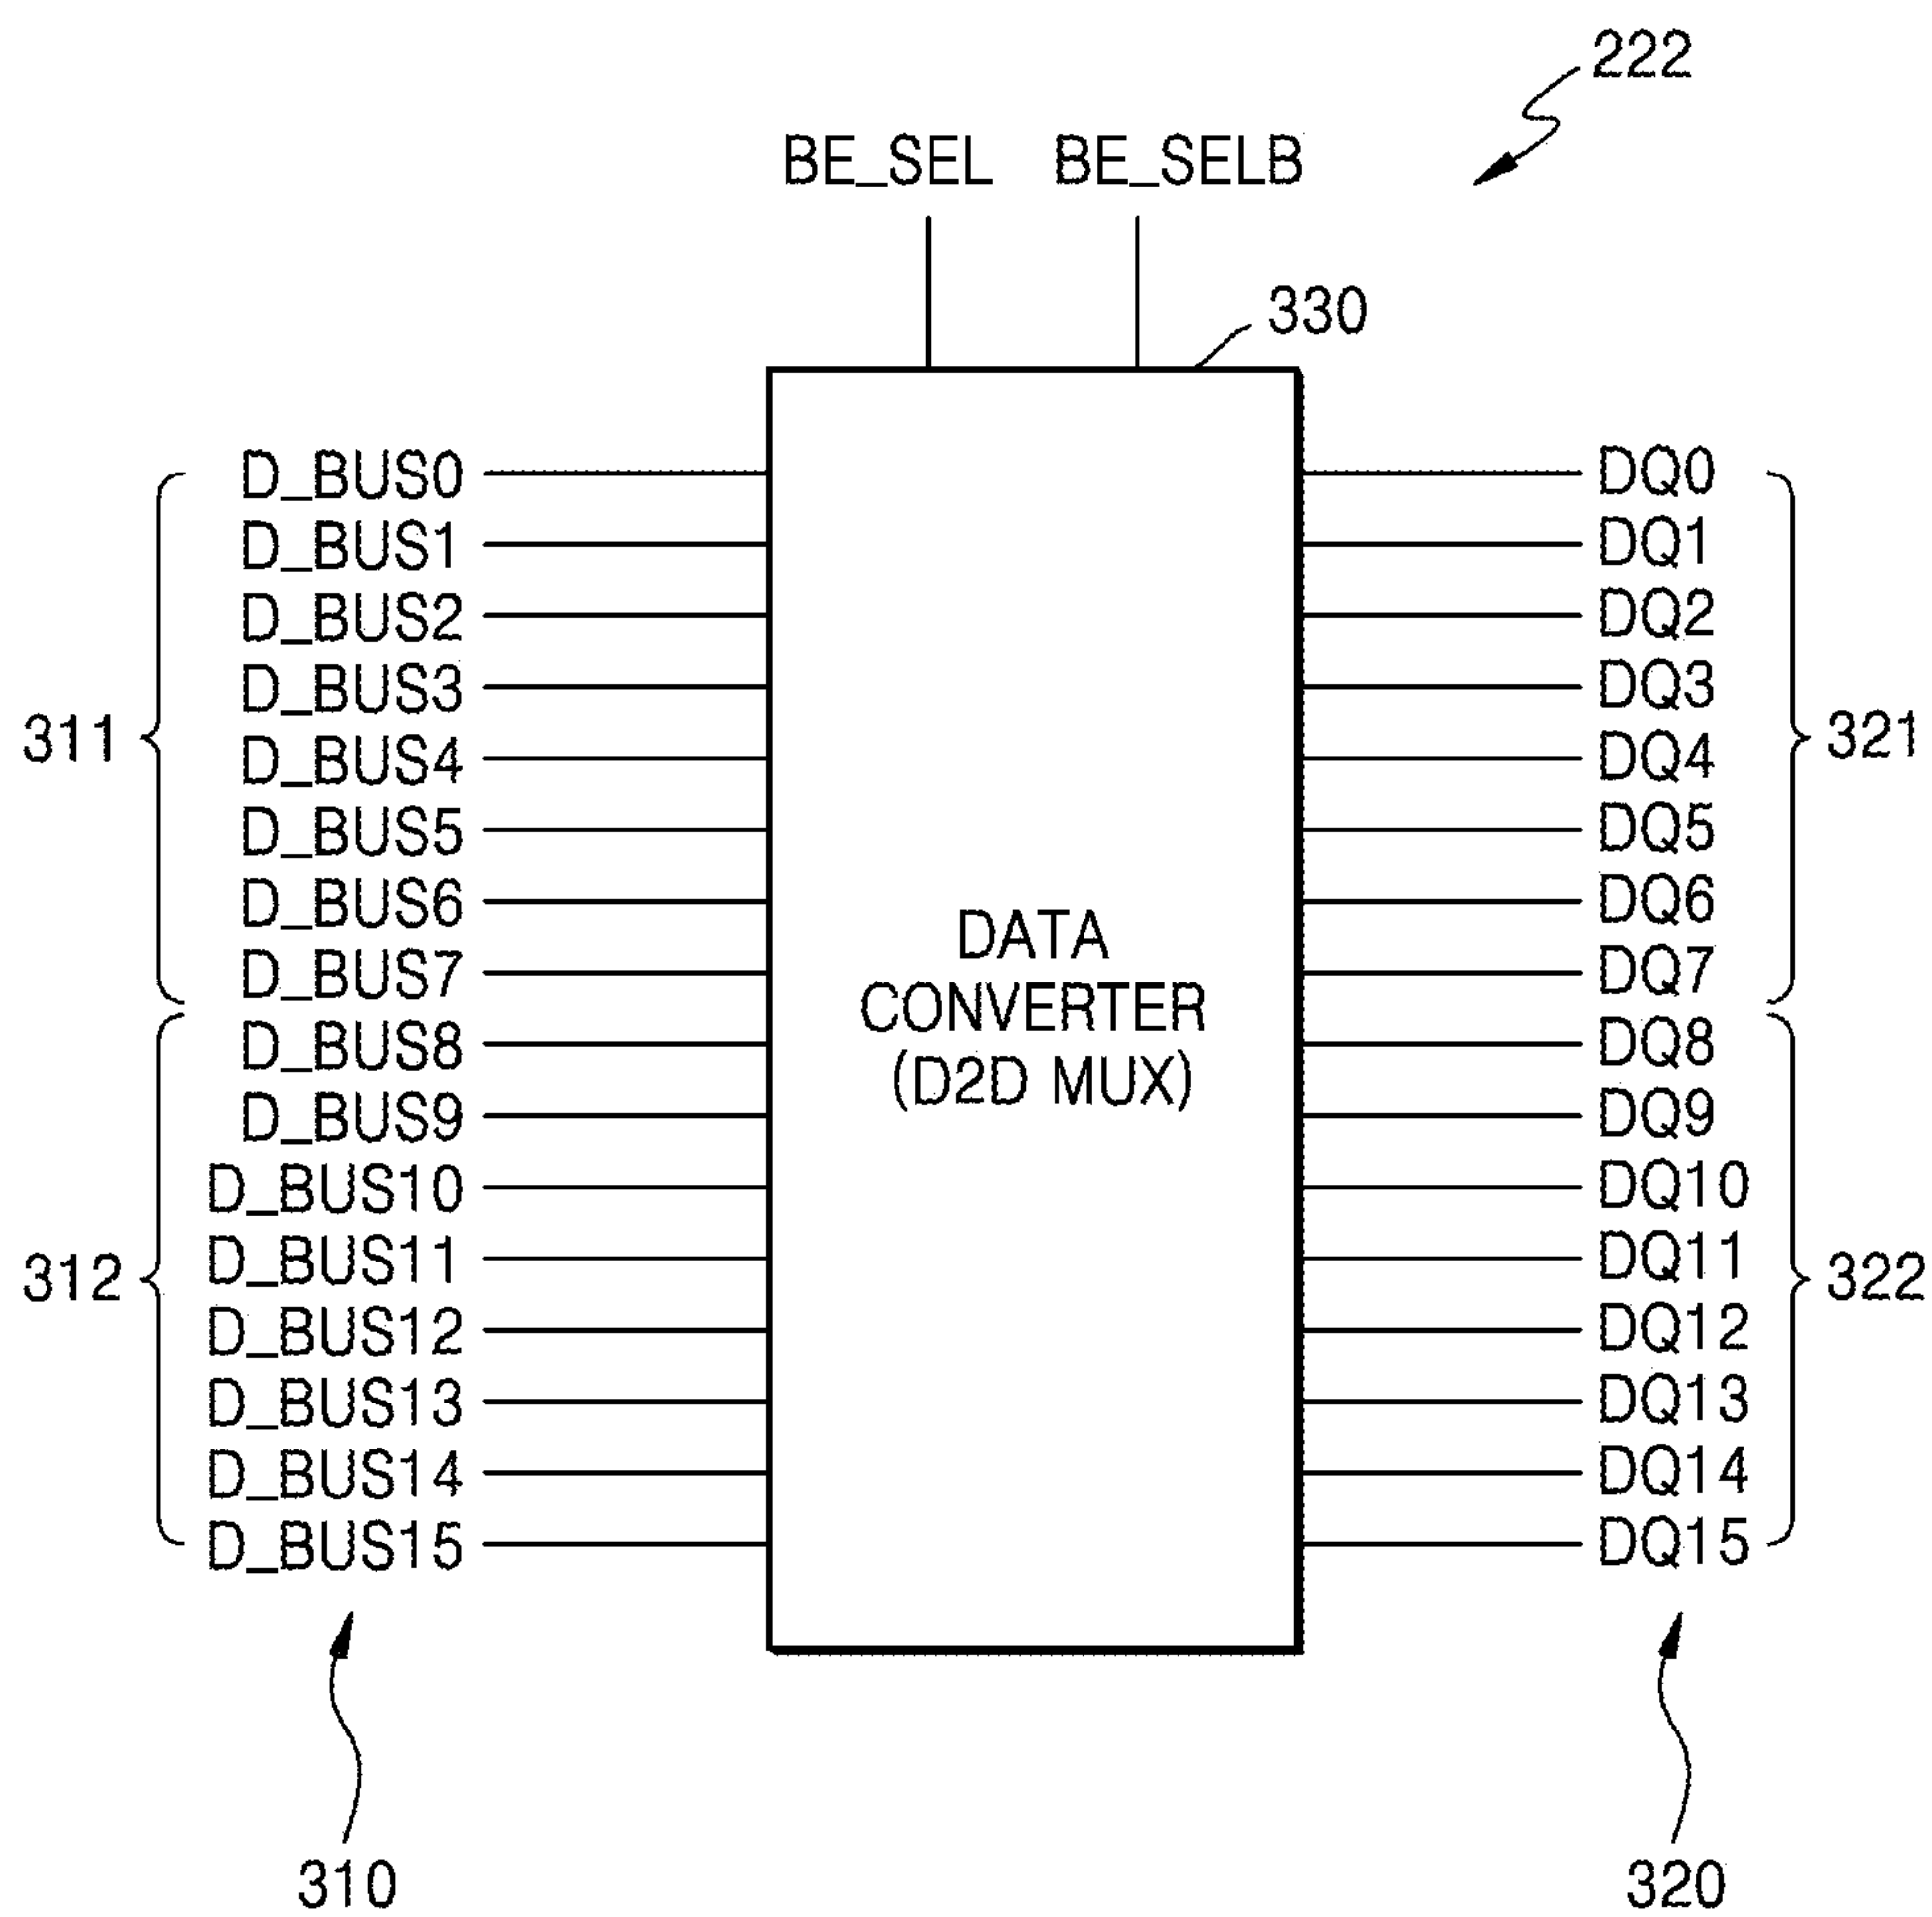 222
BE_SEL BE_SELB
330
D_BUS0 DQ0
D_BUS1 DQ1
D_BUS2 DQ2
D_BUS3 DQ3
311 D_BUS4 DQ4 321
D_BUS5 DQ5
D_BUS6 DQ6
D_BUS7 DQ7
DATA
CONVERTER
(D2D MUX)
D_BUS8 DQ8
D_BUS9 DQ9
D_BUS10 DQ10
312 D_BUS11 DQ11 322
D_BUS12 DQ12
D_BUS13 DQ13
D_BUS14 DQ14
D_BUS15 DQ15
310 320